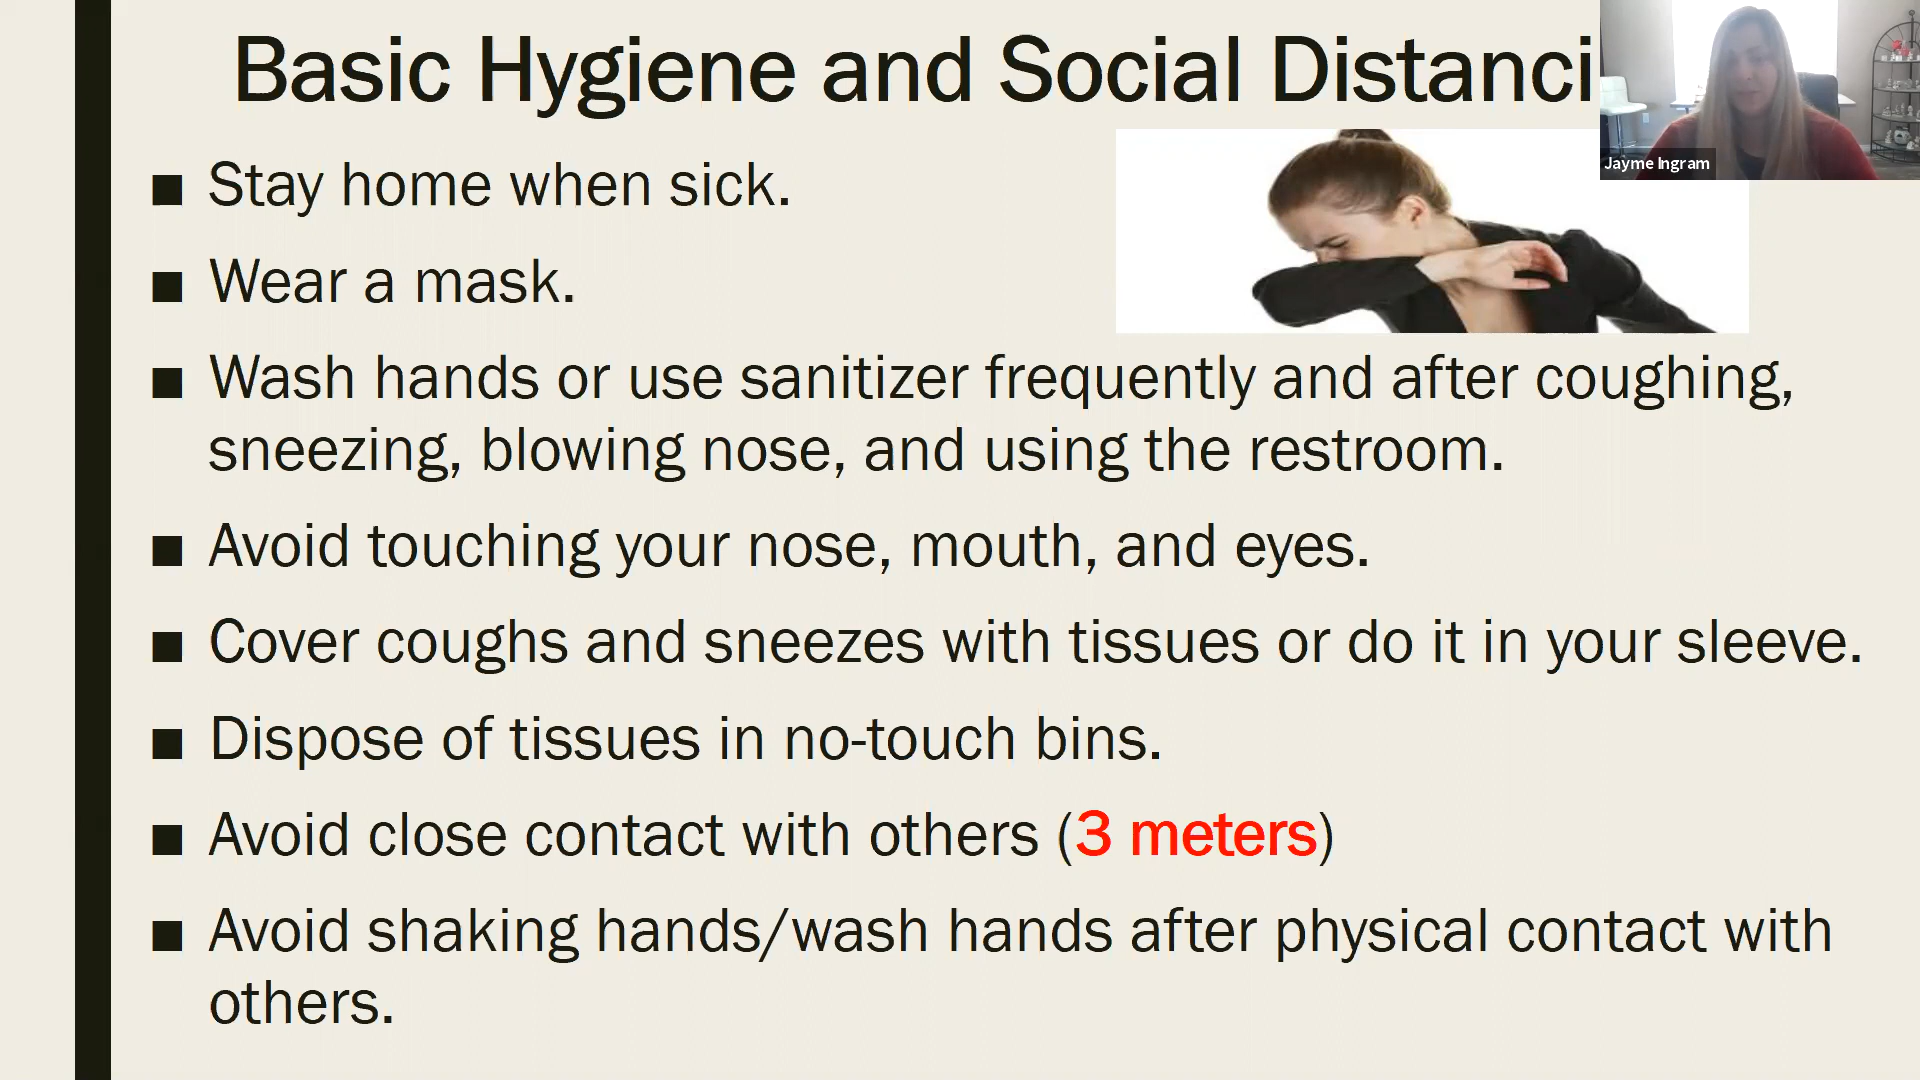 Basic Hygiene and Social Distanci
Jayme Ingram
■ Stay home when sick.
■ Wear a mask.
■ Wash hands or use sanitizer frequently and after coughing,
sneezing, blowing nose, and using the restroom.
■ Avoid touching your nose, mouth, and eyes.
■ Cover coughs and sneezes with tissues or do it in your sleeve.
■ Dispose of tissues in no-touch bins.
■ Avoid close contact with others (3 meters)
■ Avoid shaking hands/wash hands after physical contact with
others.